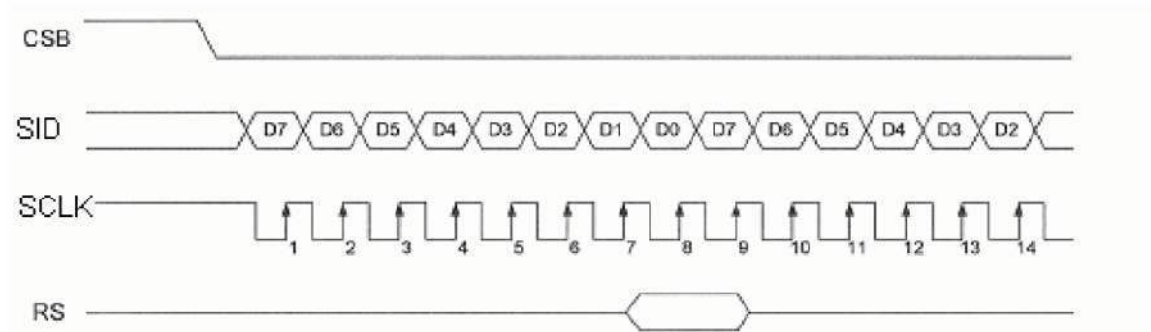 CSB
SID D7 D6 D5 D4 D3 D2 D1 D0 D7 D6 D5 D4 D3 D2
SCLK
1 2 3 4 5 6 7 8 9 10 11 12 13 14
RS